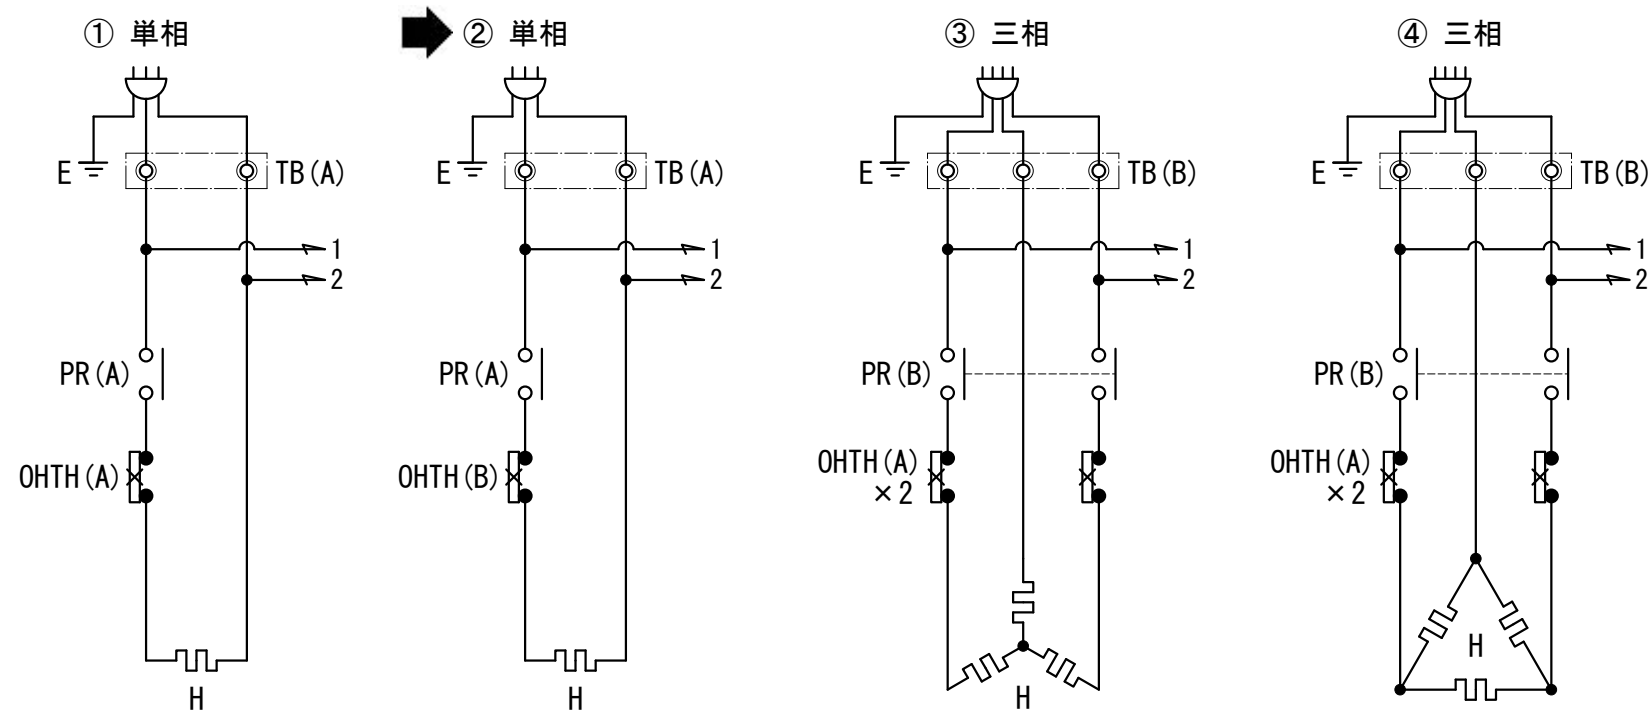 ① 単相
② 単相
③ 三相
④ 三相
E
TB(A)
E
TB(A)
E
TB(B)
E
TB(B)
1
2
1
2
1
2
1
2
PR(A)
PR(A)
PR(B)
PR(B)
OHTH(A)
OHTH(B)
OHTH(A)
×2
OHTH(A)
×2
H
H
H
H